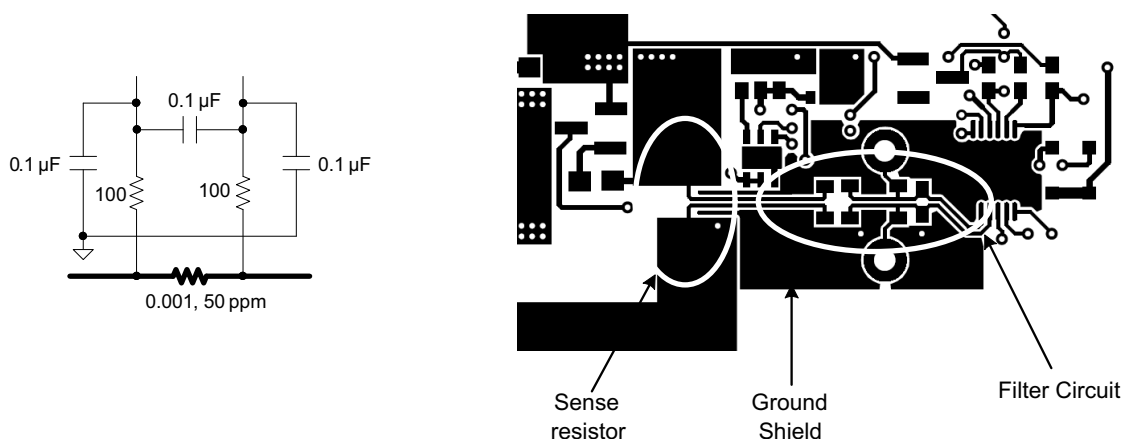 0.1 µF
0.1 µF
0.1 µF
100
100
0.001, 50 ppm
Sense
resistor
Ground
Shield
Filter Circuit